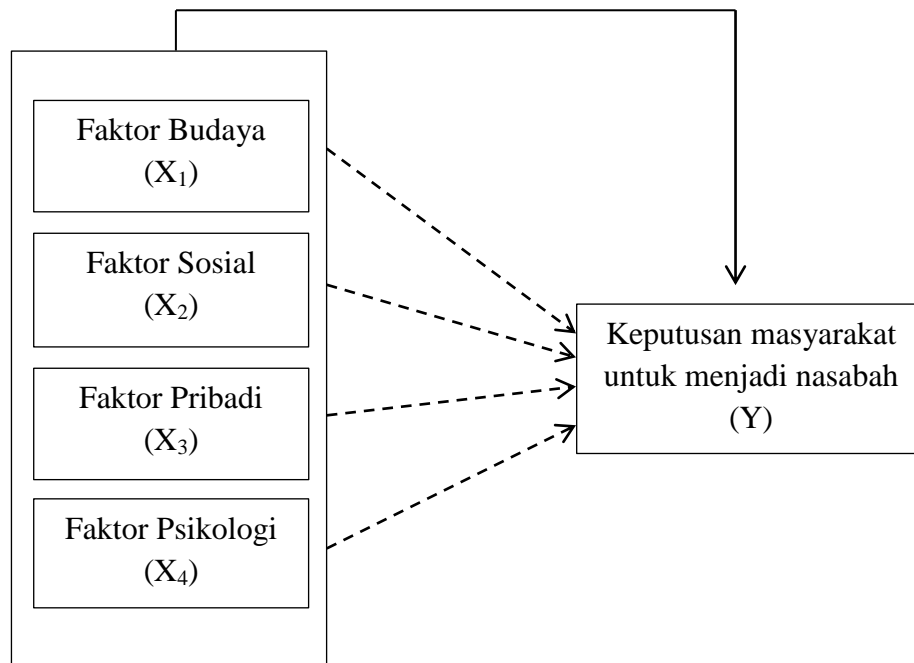 Faktor Budaya
(X₁)
Faktor Sosial
(X₂)
Faktor Pribadi
(X₃)
Faktor Psikologi
(X₄)
Keputusan masyarakat
untuk menjadi nasabah
(Y)